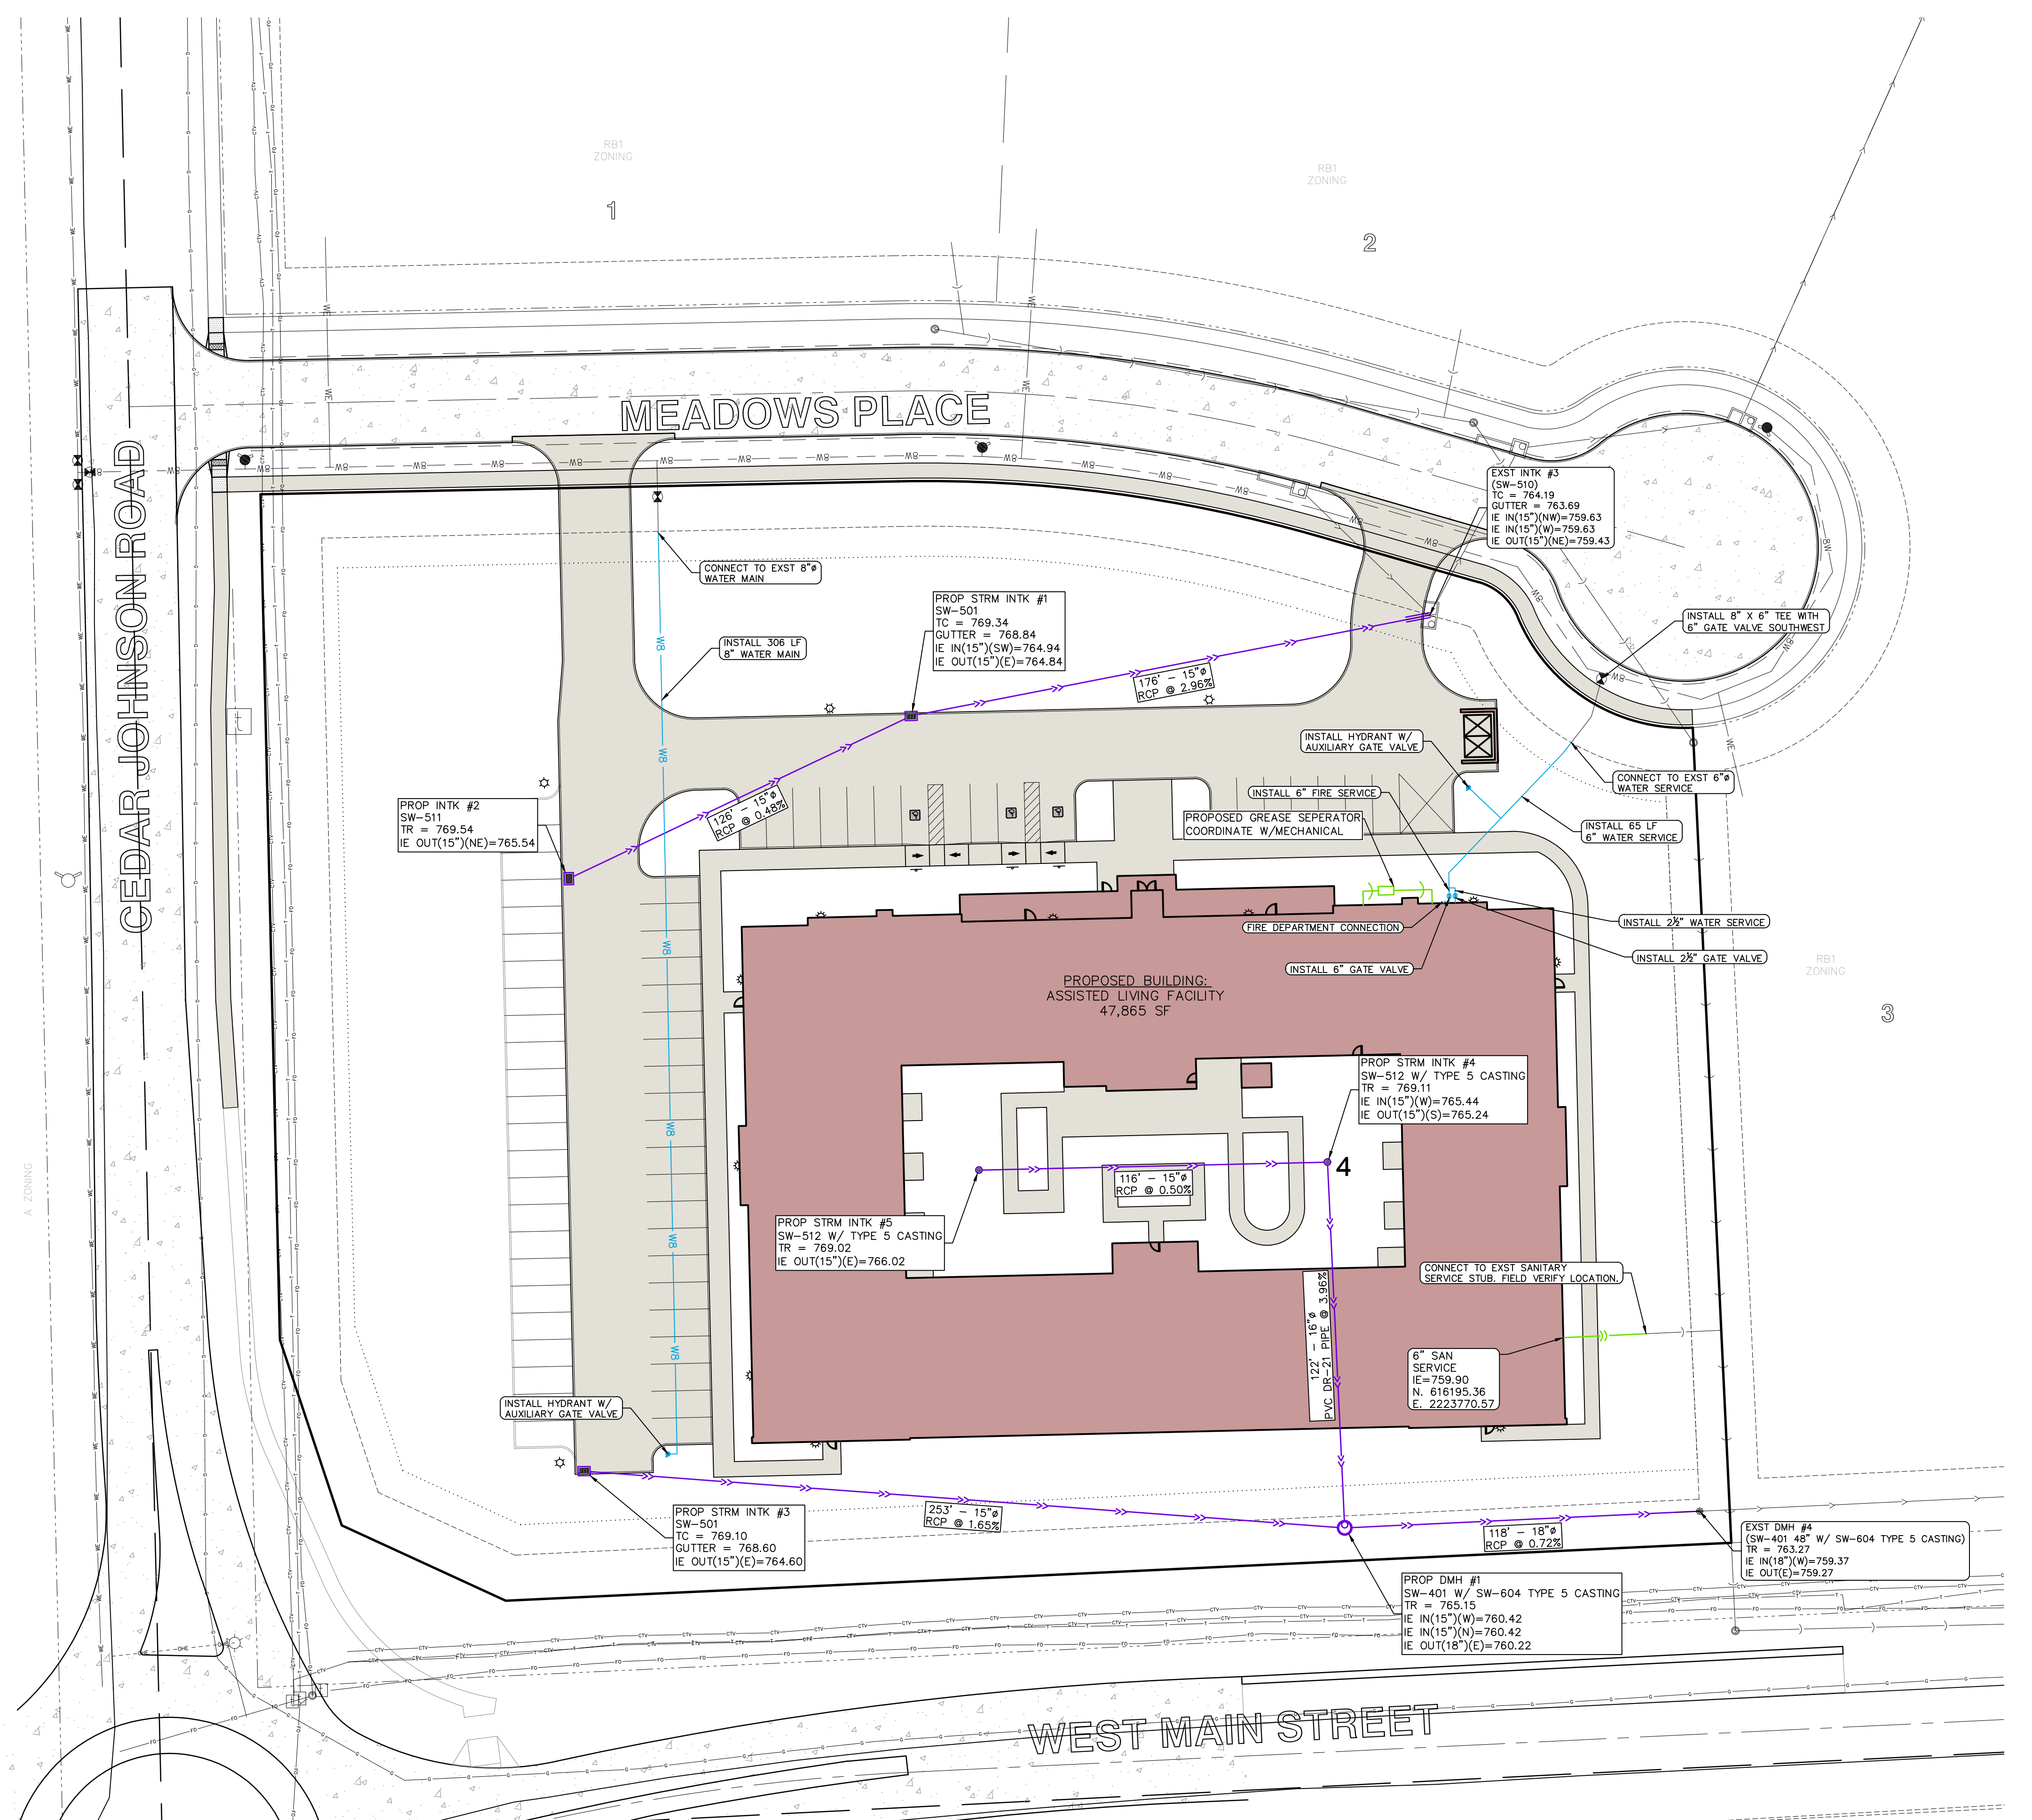 RB1
ZONING
1
RB1
ZONING
2
MEADOWS PLACE
CEDAR JOHNSON ROAD
EXST INTK #3
(SW-510)
TC = 764.19
GUTTER = 763.69
IE IN(15")(NW)=759.63
IE IN(15")(W)=759.63
IE OUT(15")(NE)=759.43
CONNECT TO EXST 8"ø
WATER MAIN
PROP STRM INTK #1
SW-501
TC = 769.34
GUTTER = 768.84
IE IN(15")(SW)=764.94
IE OUT(15")(E)=764.84
INSTALL 8" X 6" TEE WITH
6" GATE VALVE SOUTHWEST
INSTALL 306 LF
8" WATER MAIN
176' - 15"ø
RCP @ 2.96%
INSTALL HYDRANT W/
AUXILIARY GATE VALVE
CONNECT TO EXST 6"ø
WATER SERVICE
PROP INTK #2
SW-511
TR = 769.54
IE OUT(15")(NE)=765.54
126' - 15"ø
RCP @ 0.48%
INSTALL 6" FIRE SERVICE
PROPOSED GREASE SEPERATOR
COORDINATE W/MECHANICAL
INSTALL 65 LF
6" WATER SERVICE
INSTALL 2½" WATER SERVICE
FIRE DEPARTMENT CONNECTION
INSTALL 2½" GATE VALVE
INSTALL 6" GATE VALVE
PROPOSED BUILDING:
ASSISTED LIVING FACILITY
47,865 SF
RB1
ZONING
3
PROP STRM INTK #4
SW-512 W/ TYPE 5 CASTING
TR = 769.11
IE IN(15")(W)=765.44
IE OUT(15")(S)=765.24
4
A ZONING
116' - 15"ø
RCP @ 0.50%
PROP STRM INTK #5
SW-512 W/ TYPE 5 CASTING
TR = 769.02
IE OUT(15")(E)=766.02
CONNECT TO EXST SANITARY
SERVICE STUB. FIELD VERIFY LOCATION.
122' - 16"ø
PVC DR-21 PIPE @ 3.96%
6" SAN
SERVICE
IE=759.90
N. 616195.36
E. 2223770.57
INSTALL HYDRANT W/
AUXILIARY GATE VALVE
PROP STRM INTK #3
SW-501
TC = 769.10
GUTTER = 768.60
IE OUT(15")(E)=764.60
253' - 15"ø
RCP @ 1.65%
118' - 18"ø
RCP @ 0.72%
EXST DMH #4
(SW-401 48" W/ SW-604 TYPE 5 CASTING)
TR = 763.27
IE IN(18")(W)=759.37
IE OUT(E)=759.27
PROP DMH #1
SW-401 W/ SW-604 TYPE 5 CASTING
TR = 765.15
IE IN(15")(W)=760.42
IE IN(15")(N)=760.42
IE OUT(18")(E)=760.22
WEST MAIN STREET